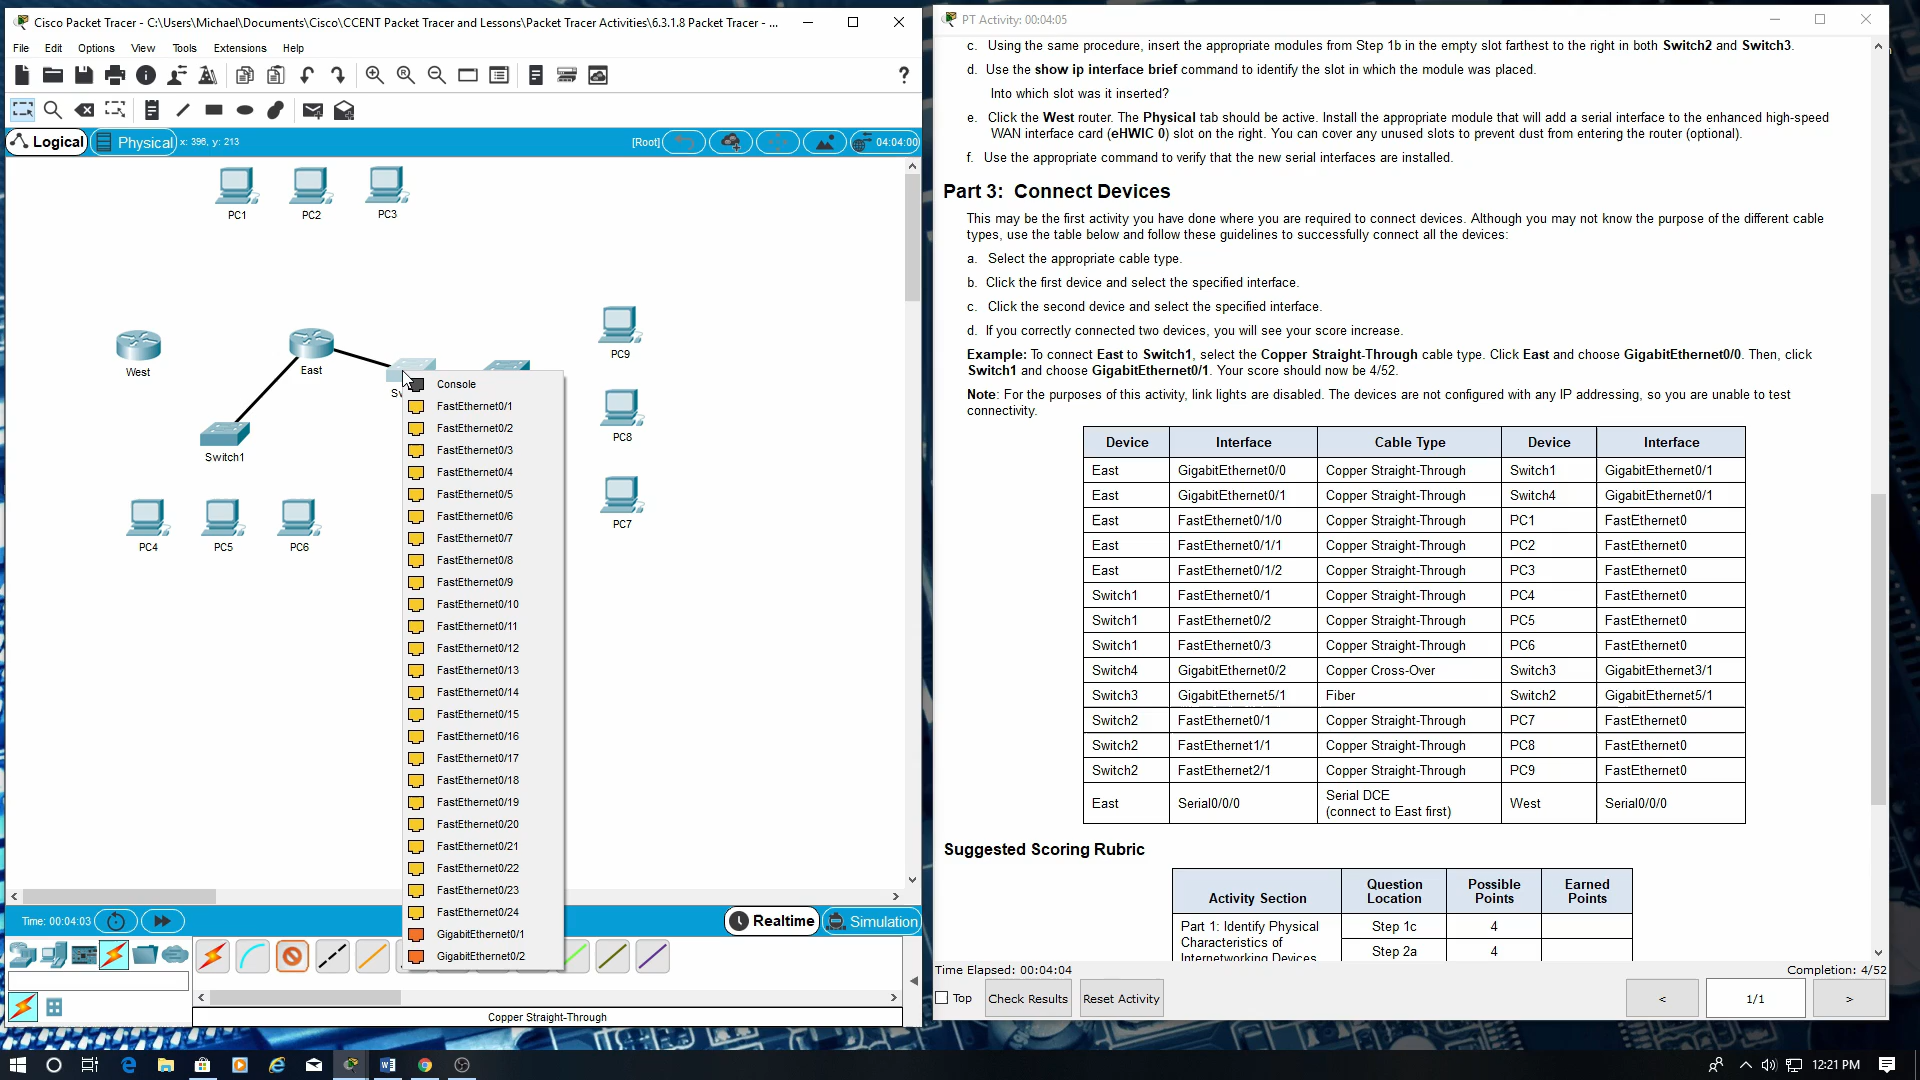 Cisco Packet Tracer - C:\Users\Michael\Documents\Cisco\CCENT Packet Tracer and Lessons\Packet Tracer Activities\6.3.1.8 Packet Tracer - ...
File Edit Options View Tools Extensions Help
?
Logical
Physical
x: 396, y: 213
[Root]
04:04:00
PC1
PC2
PC3
West
East
PC9
PC8
PC7
Switch1
PC4
PC5
PC6
Console
FastEthernet0/1
FastEthernet0/2
FastEthernet0/3
FastEthernet0/4
FastEthernet0/5
FastEthernet0/6
FastEthernet0/7
FastEthernet0/8
FastEthernet0/9
FastEthernet0/10
FastEthernet0/11
FastEthernet0/12
FastEthernet0/13
FastEthernet0/14
FastEthernet0/15
FastEthernet0/16
FastEthernet0/17
FastEthernet0/18
FastEthernet0/19
FastEthernet0/20
FastEthernet0/21
FastEthernet0/22
FastEthernet0/23
FastEthernet0/24
GigabitEthernet0/1
GigabitEthernet0/2
Time: 00:04:03
Realtime
Simulation
Copper Straight-Through
PT Activity: 00:04:05
c. Using the same procedure, insert the appropriate modules from Step 1b in the empty slot farthest to the right in both Switch2 and Switch3.
d. Use the show ip interface brief command to identify the slot in which the module was placed.
Into which slot was it inserted?
e. Click the West router. The Physical tab should be active. Install the appropriate module that will add a serial interface to the enhanced high-speed
WAN interface card (eHWIC 0) slot on the right. You can cover any unused slots to prevent dust from entering the router (optional).
f. Use the appropriate command to verify that the new serial interfaces are installed.
Part 3: Connect Devices
This may be the first activity you have done where you are required to connect devices. Although you may not know the purpose of the different cable
types, use the table below and follow these guidelines to successfully connect all the devices:
a. Select the appropriate cable type.
b. Click the first device and select the specified interface.
c. Click the second device and select the specified interface.
d. If you correctly connected two devices, you will see your score increase.
Example: To connect East to Switch1, select the Copper Straight-Through cable type. Click East and choose GigabitEthernet0/0. Then, click
Switch1 and choose GigabitEthernet0/1. Your score should now be 4/52.
Note: For the purposes of this activity, link lights are disabled. The devices are not configured with any IP addressing, so you are unable to test
connectivity.
Device Interface Cable Type Device Interface
East GigabitEthernet0/0 Copper Straight-Through Switch1 GigabitEthernet0/1
East GigabitEthernet0/1 Copper Straight-Through Switch4 GigabitEthernet0/1
East FastEthernet0/1/0 Copper Straight-Through PC1 FastEthernet0
East FastEthernet0/1/1 Copper Straight-Through PC2 FastEthernet0
East FastEthernet0/1/2 Copper Straight-Through PC3 FastEthernet0
Switch1 FastEthernet0/1 Copper Straight-Through PC4 FastEthernet0
Switch1 FastEthernet0/2 Copper Straight-Through PC5 FastEthernet0
Switch1 FastEthernet0/3 Copper Straight-Through PC6 FastEthernet0
Switch4 GigabitEthernet0/2 Copper Cross-Over Switch3 GigabitEthernet3/1
Switch3 GigabitEthernet5/1 Fiber Switch2 GigabitEthernet5/1
Switch2 FastEthernet0/1 Copper Straight-Through PC7 FastEthernet0
Switch2 FastEthernet1/1 Copper Straight-Through PC8 FastEthernet0
Switch2 FastEthernet2/1 Copper Straight-Through PC9 FastEthernet0
East Serial0/0/0 Serial DCE (connect to East first) West Serial0/0/0
Suggested Scoring Rubric
Activity Section Question Location Possible Points Earned Points
Part 1: Identify Physical Step 1c 4
Characteristics of
Internetworking Devices Step 2a 4
Time Elapsed: 00:04:04
Completion: 4/52
Top
Check Results
Reset Activity
<
1/1
>
12:21 PM